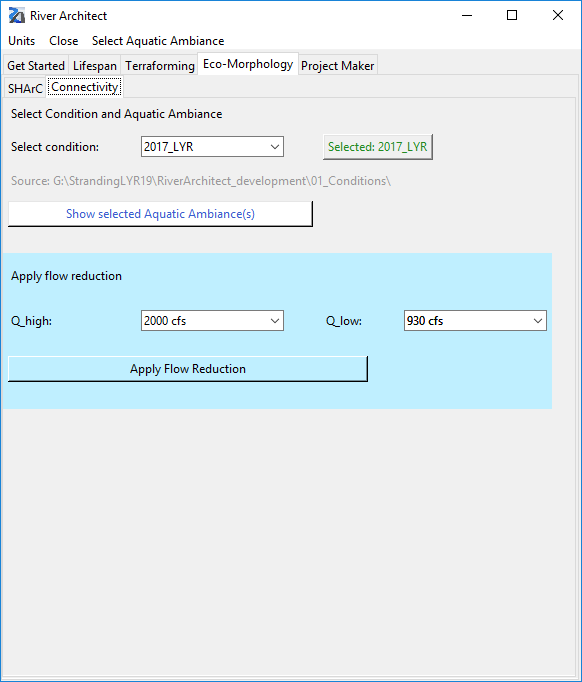 River Architect
Units Close Select Aquatic Ambiance
Get Started Lifespan Terraforming Eco-Morphology Project Maker
SHArC Connectivity
Select Condition and Aquatic Ambiance
Select condition: 2017_LYR Selected: 2017_LYR
Source: G:\StrandingLYR19\RiverArchitect_development\01_Conditions\
Show selected Aquatic Ambiance(s)
Apply flow reduction
Q_high: 2000 cfs Q_low: 930 cfs
Apply Flow Reduction